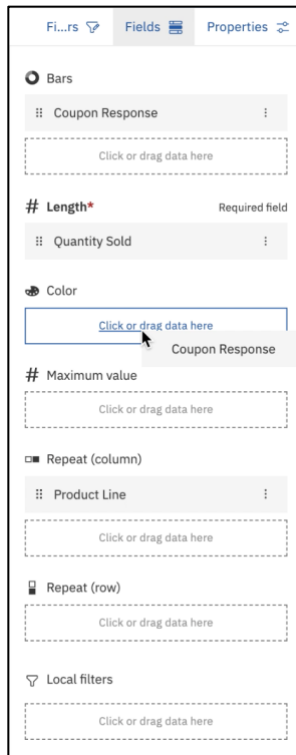 Fi...rs Fields Properties
Bars
Coupon Response
Click or drag data here
# Length* Required field
Quantity Sold
Color
Click or drag data here
Coupon Response
# Maximum value
Click or drag data here
Repeat (column)
Product Line
Click or drag data here
Repeat (row)
Click or drag data here
Local filters
Click or drag data here